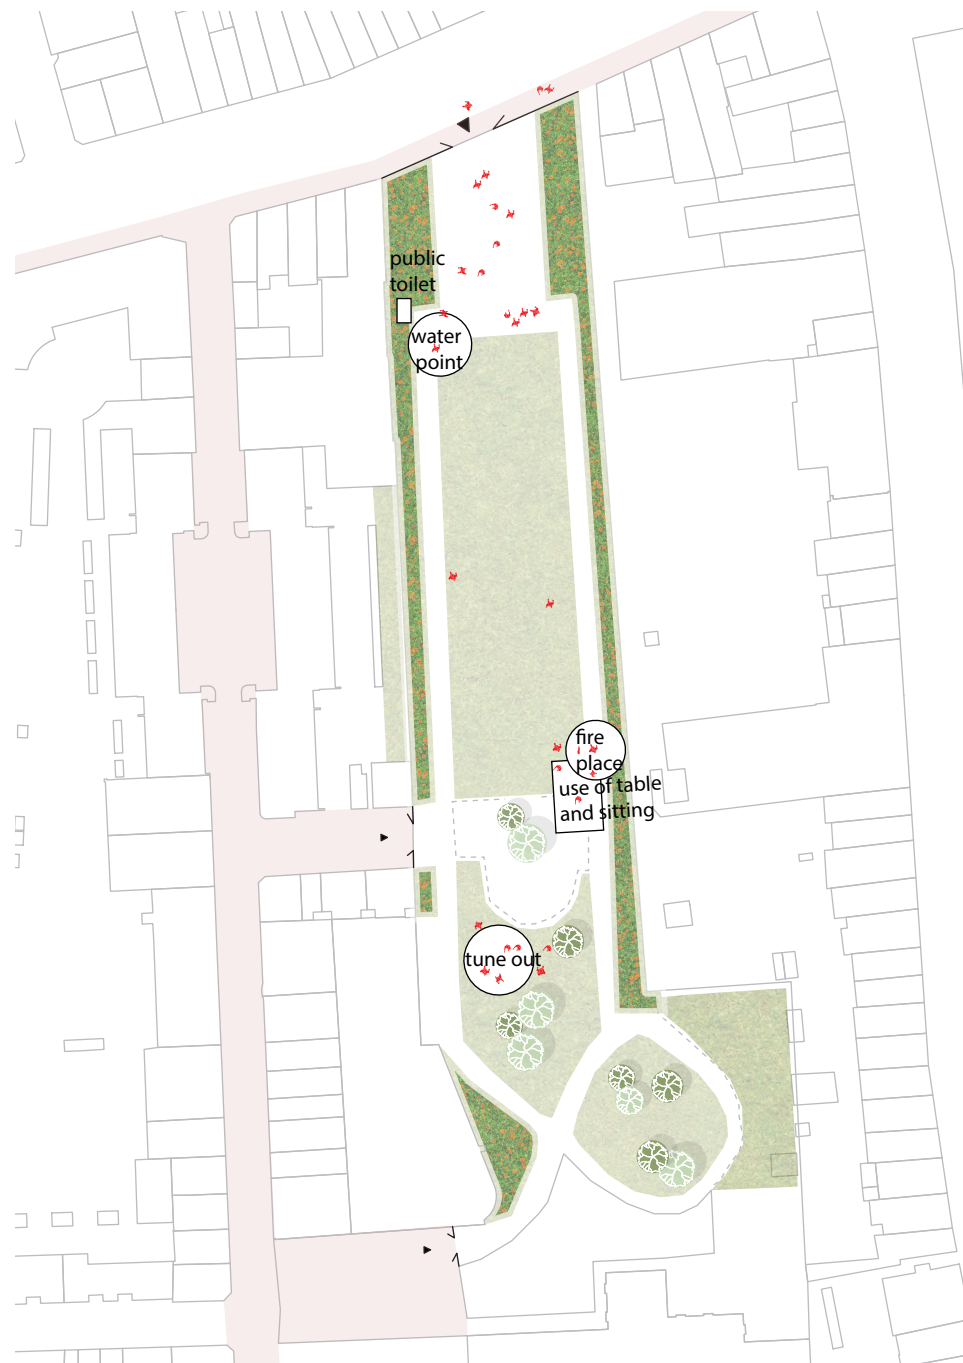 public
toilet
water
point
fire
place
use of table
and sitting
tune out